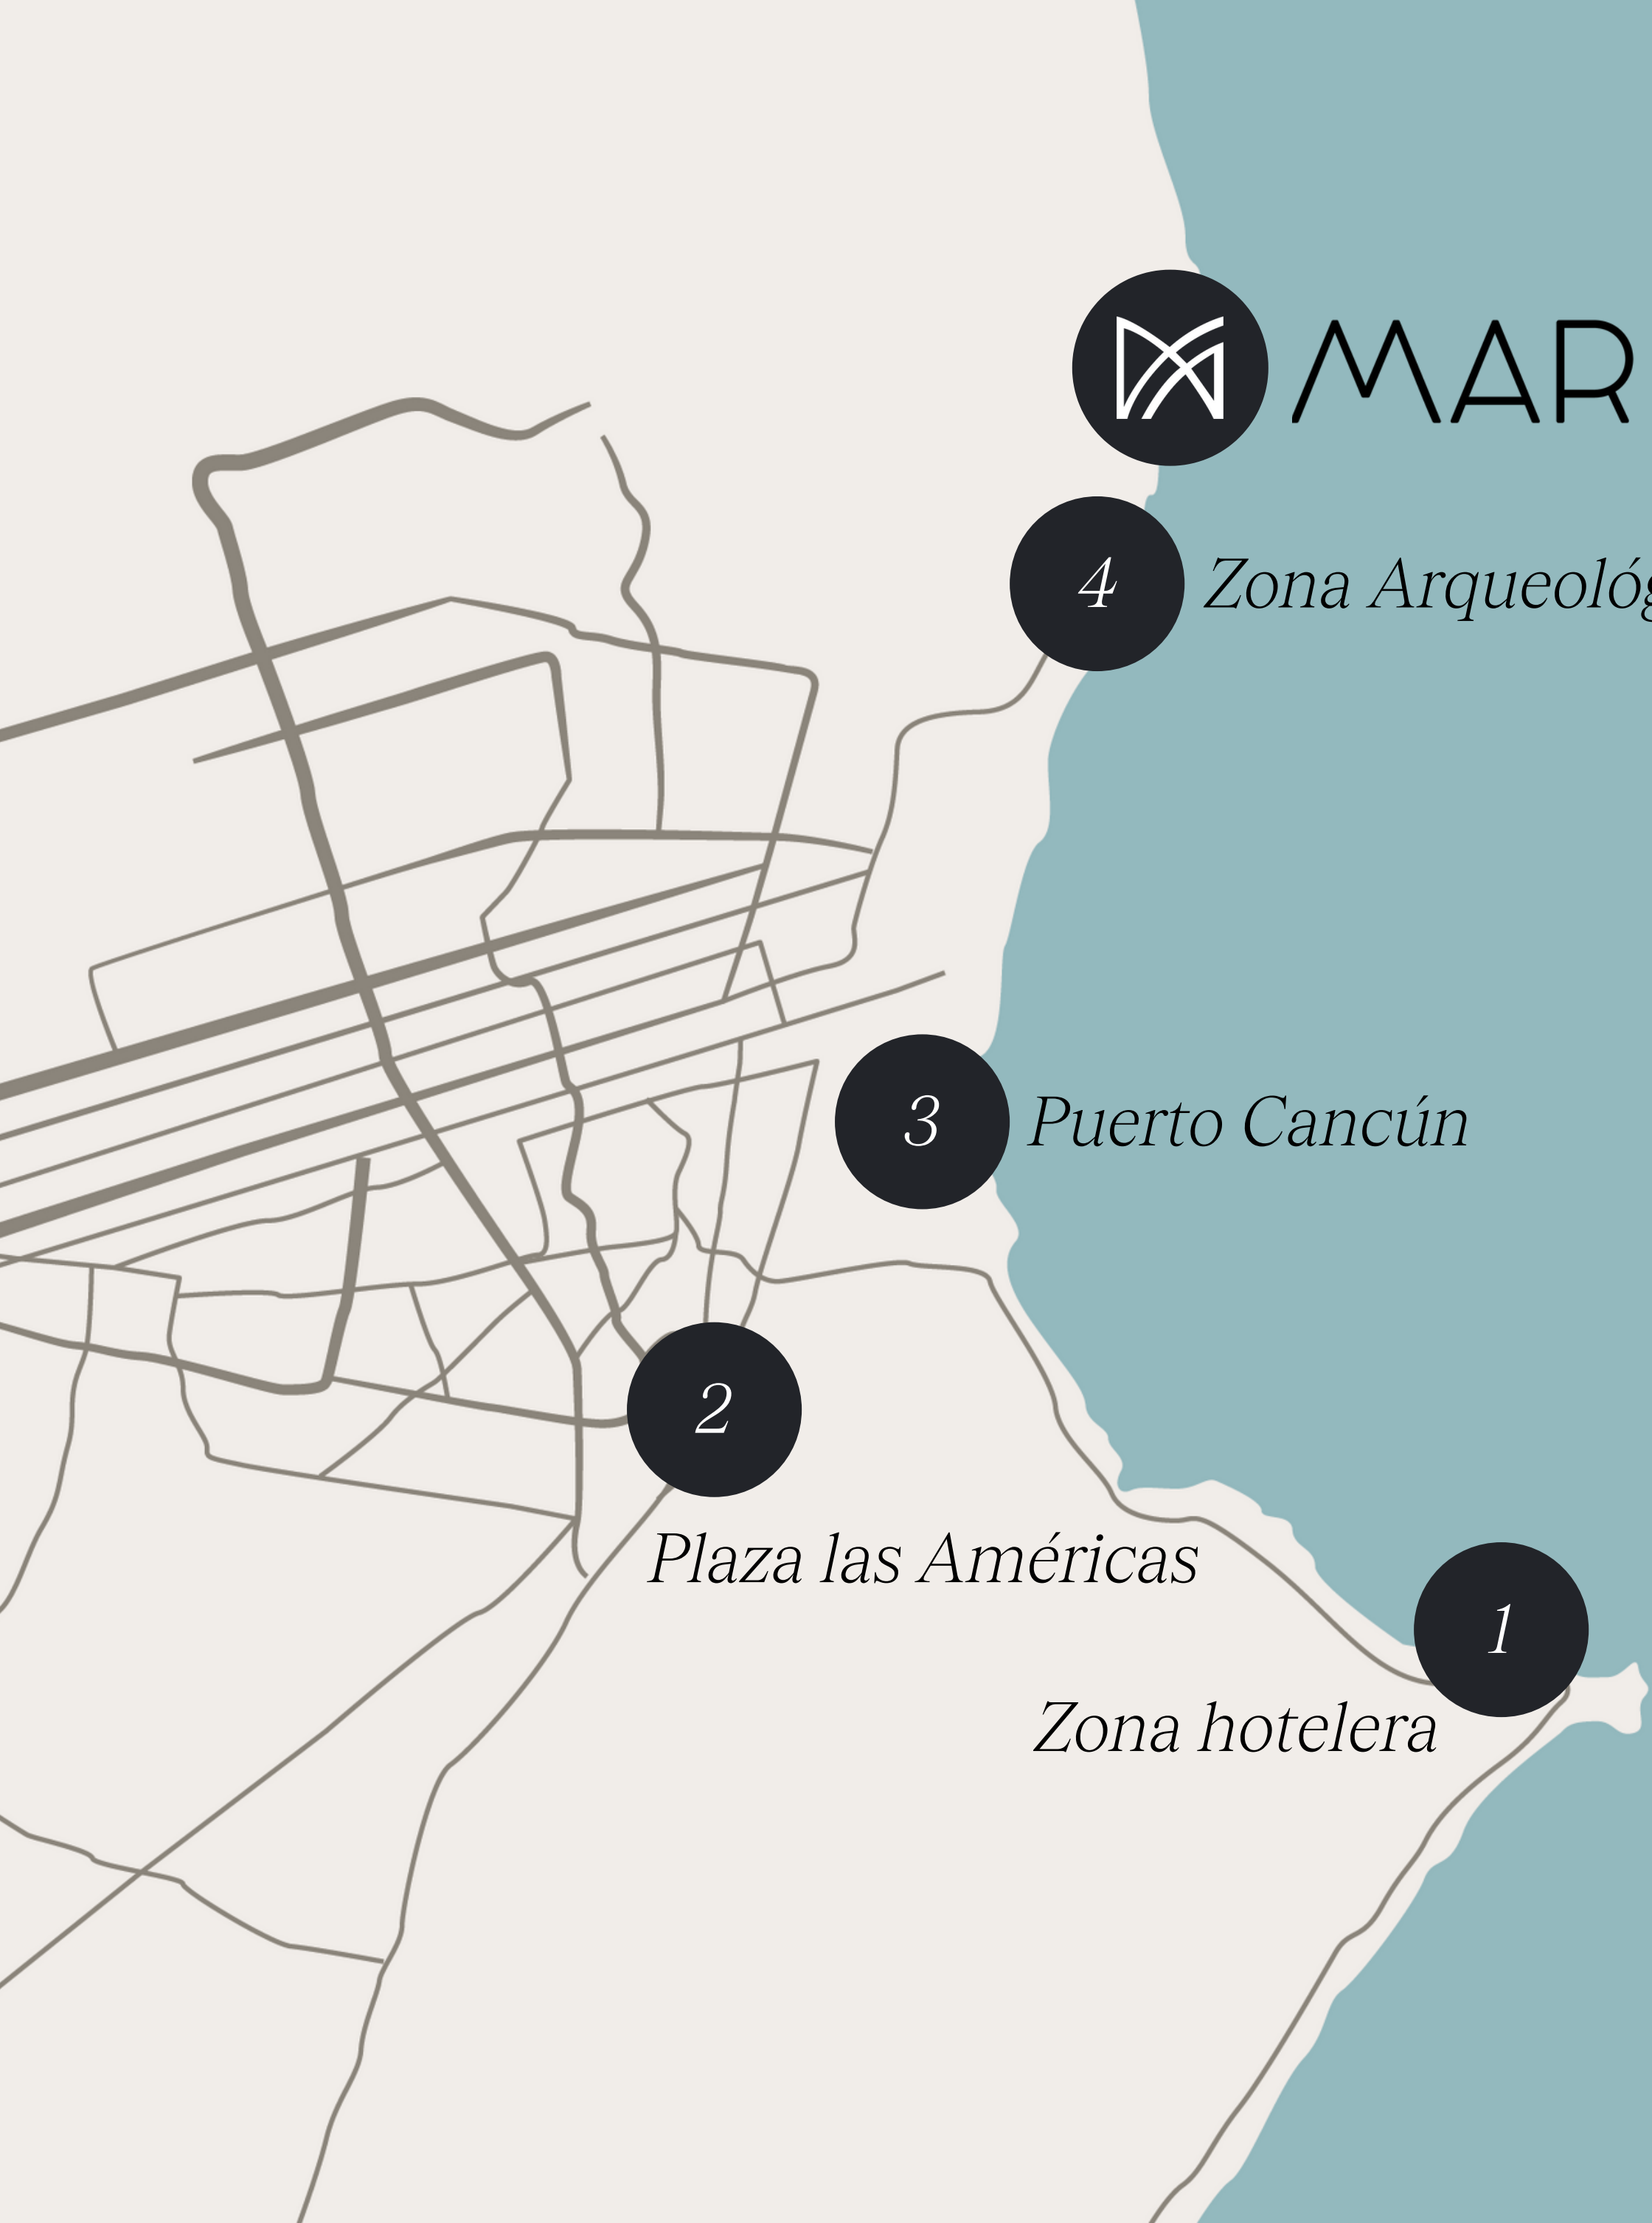 MAR
4
Zona Arqueológ
3
Puerto Cancún
2
Plaza las Américas
1
Zona hotelera